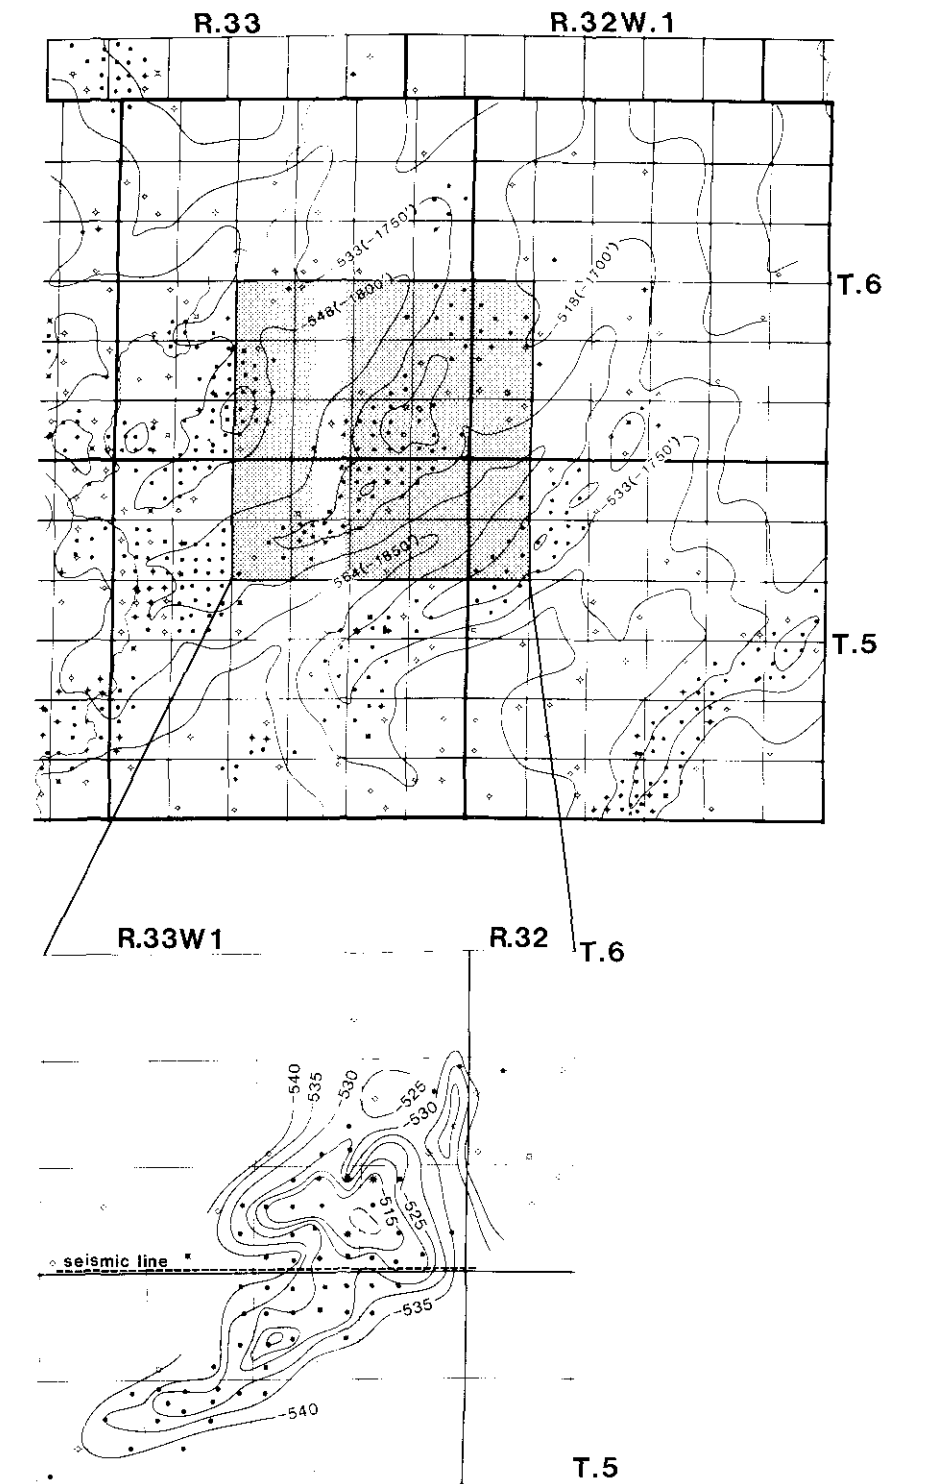 R.33 R.32W.1
-533(-1750')
-518(-1700')
T.6
-548(-1800')
-533(-1750')
-564(-1850')
T.5
R.33W1 R.32
T.6
-540
-535
-530
-525
-530
-515
-525
seismic line
-535
-540
T.5